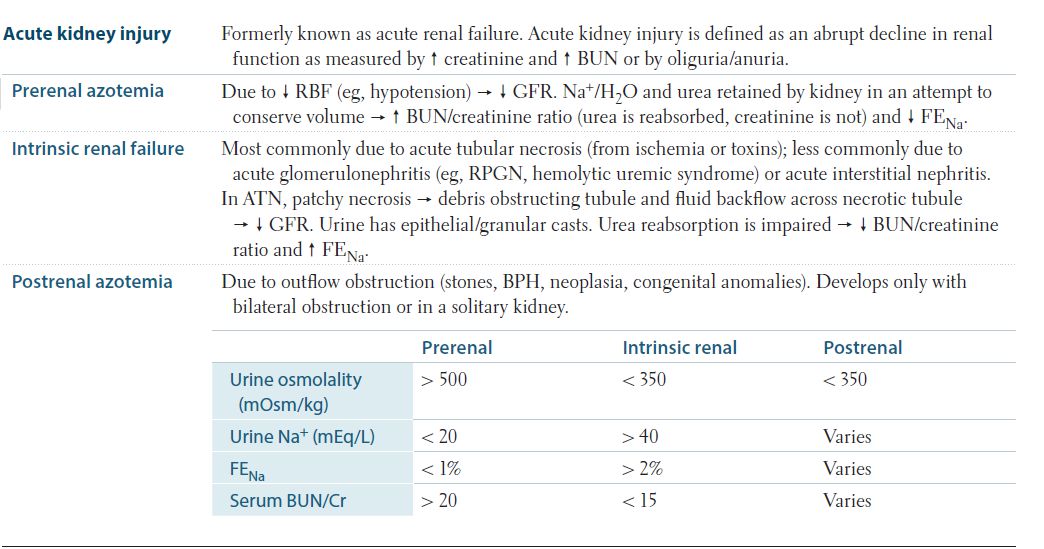 Acute kidney injury Formerly known as acute renal failure. Acute kidney injury is defined as an abrupt decline in renal
function as measured by ↑ creatinine and ↑ BUN or by oliguria/anuria.
Prerenal azotemia Due to ↓ RBF (eg, hypotension) → ↓ GFR. Na⁺/H₂O and urea retained by kidney in an attempt to
conserve volume → ↑ BUN/creatinine ratio (urea is reabsorbed, creatinine is not) and ↓ FENa.
Intrinsic renal failure Most commonly due to acute tubular necrosis (from ischemia or toxins); less commonly due to
acute glomerulonephritis (eg, RPGN, hemolytic uremic syndrome) or acute interstitial nephritis.
In ATN, patchy necrosis → debris obstructing tubule and fluid backflow across necrotic tubule
→ ↓ GFR. Urine has epithelial/granular casts. Urea reabsorption is impaired → ↓ BUN/creatinine
ratio and ↑ FENa.
Postrenal azotemia Due to outflow obstruction (stones, BPH, neoplasia, congenital anomalies). Develops only with
bilateral obstruction or in a solitary kidney.
Prerenal Intrinsic renal Postrenal
Urine osmolality > 500 < 350 < 350
(mOsm/kg)
Urine Na⁺ (mEq/L) < 20 > 40 Varies
FENa < 1% > 2% Varies
Serum BUN/Cr > 20 < 15 Varies